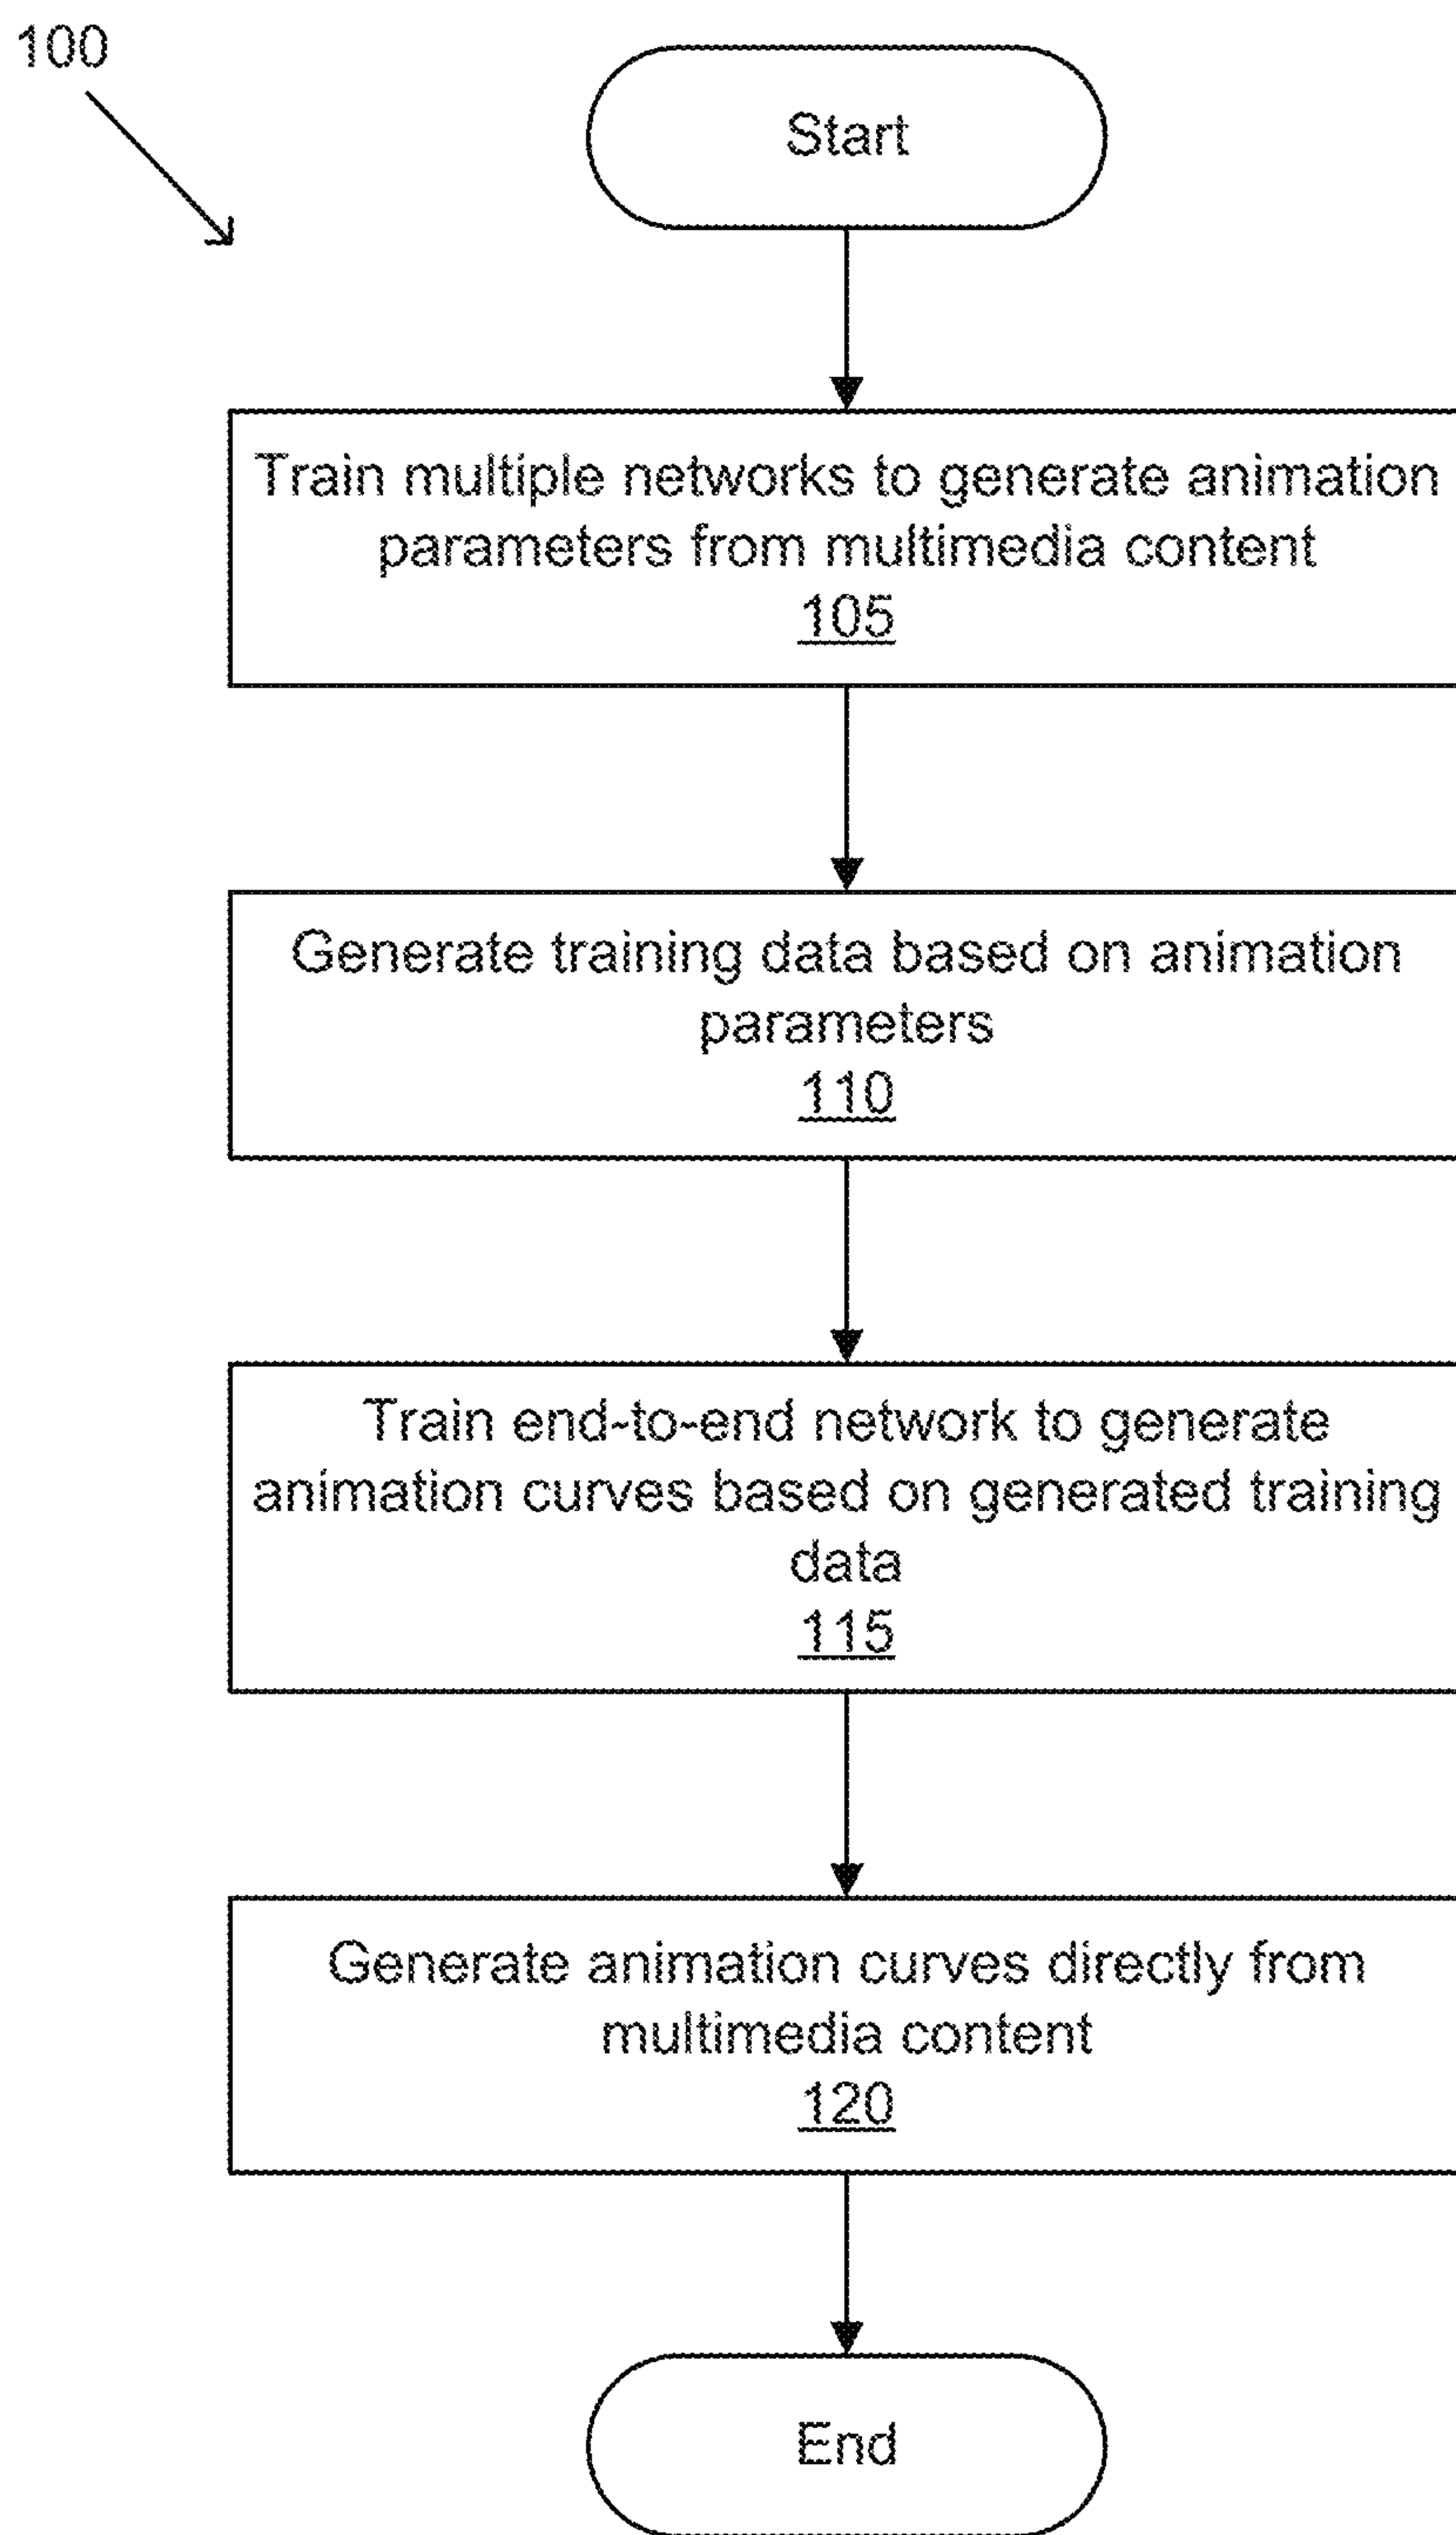 100
Start
Train multiple networks to generate animation
parameters from multimedia content
105
Generate training data based on animation
parameters
110
Train end-to-end network to generate
animation curves based on generated training
data
115
Generate animation curves directly from
multimedia content
120
End